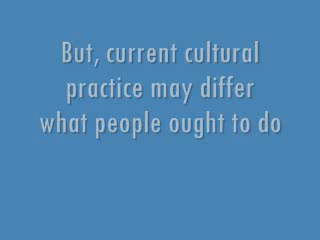 But, current cultural
practice may differ
what people ought to do